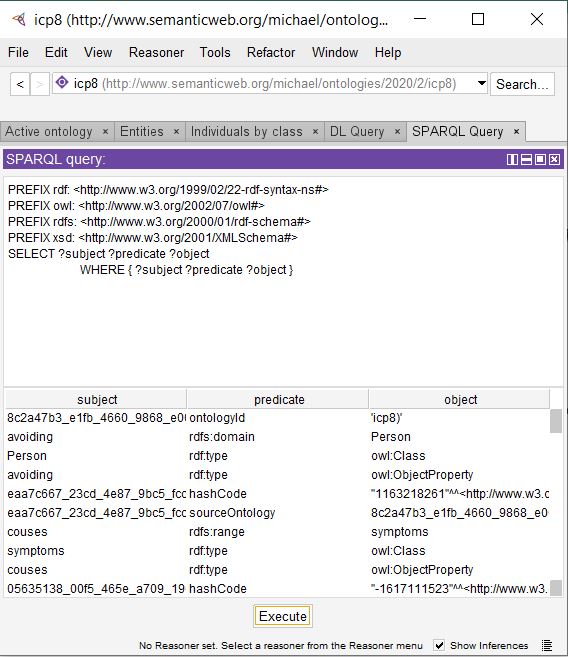 icp8 (http://www.semanticweb.org/michael/ontolog...
File Edit View Reasoner Tools Refactor Window Help
< > icp8 (http://www.semanticweb.org/michael/ontologies/2020/2/icp8) Search...
Active ontology × Entities × Individuals by class × DL Query × SPARQL Query ×
SPARQL query:
PREFIX rdf: <http://www.w3.org/1999/02/22-rdf-syntax-ns#>
PREFIX owl: <http://www.w3.org/2002/07/owl#>
PREFIX rdfs: <http://www.w3.org/2000/01/rdf-schema#>
PREFIX xsd: <http://www.w3.org/2001/XMLSchema#>
SELECT ?subject ?predicate ?object
WHERE { ?subject ?predicate ?object }
subject predicate object
8c2a47b3_e1fb_4660_9868_e0 ontologyId 'icp8)'
avoiding rdfs:domain Person
Person rdf:type owl:Class
avoiding rdf:type owl:ObjectProperty
eaa7c667_23cd_4e87_9bc5_fcc hashCode "1163218261"^^<http://www.w3.o
eaa7c667_23cd_4e87_9bc5_fcc sourceOntology 8c2a47b3_e1fb_4660_9868_e0
couses rdfs:range symptoms
symptoms rdf:type owl:Class
couses rdf:type owl:ObjectProperty
05635138_00f5_465e_a709_19 hashCode "-1617111523"^^<http://www.w3.
Execute
No Reasoner set. Select a reasoner from the Reasoner menu Show Inferences